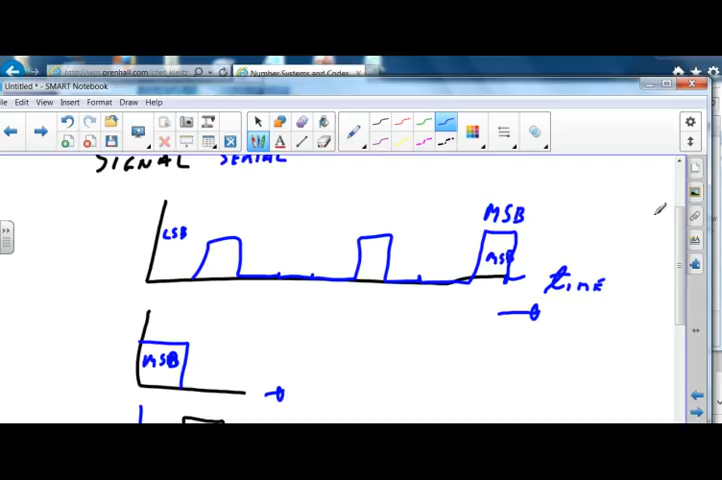 Number Systems and Codes
Untitled * - SMART Notebook
File Edit View Insert Format Draw Help
SIGNAL SERIAL
MSB
LSB
MSB
TIME
MSB